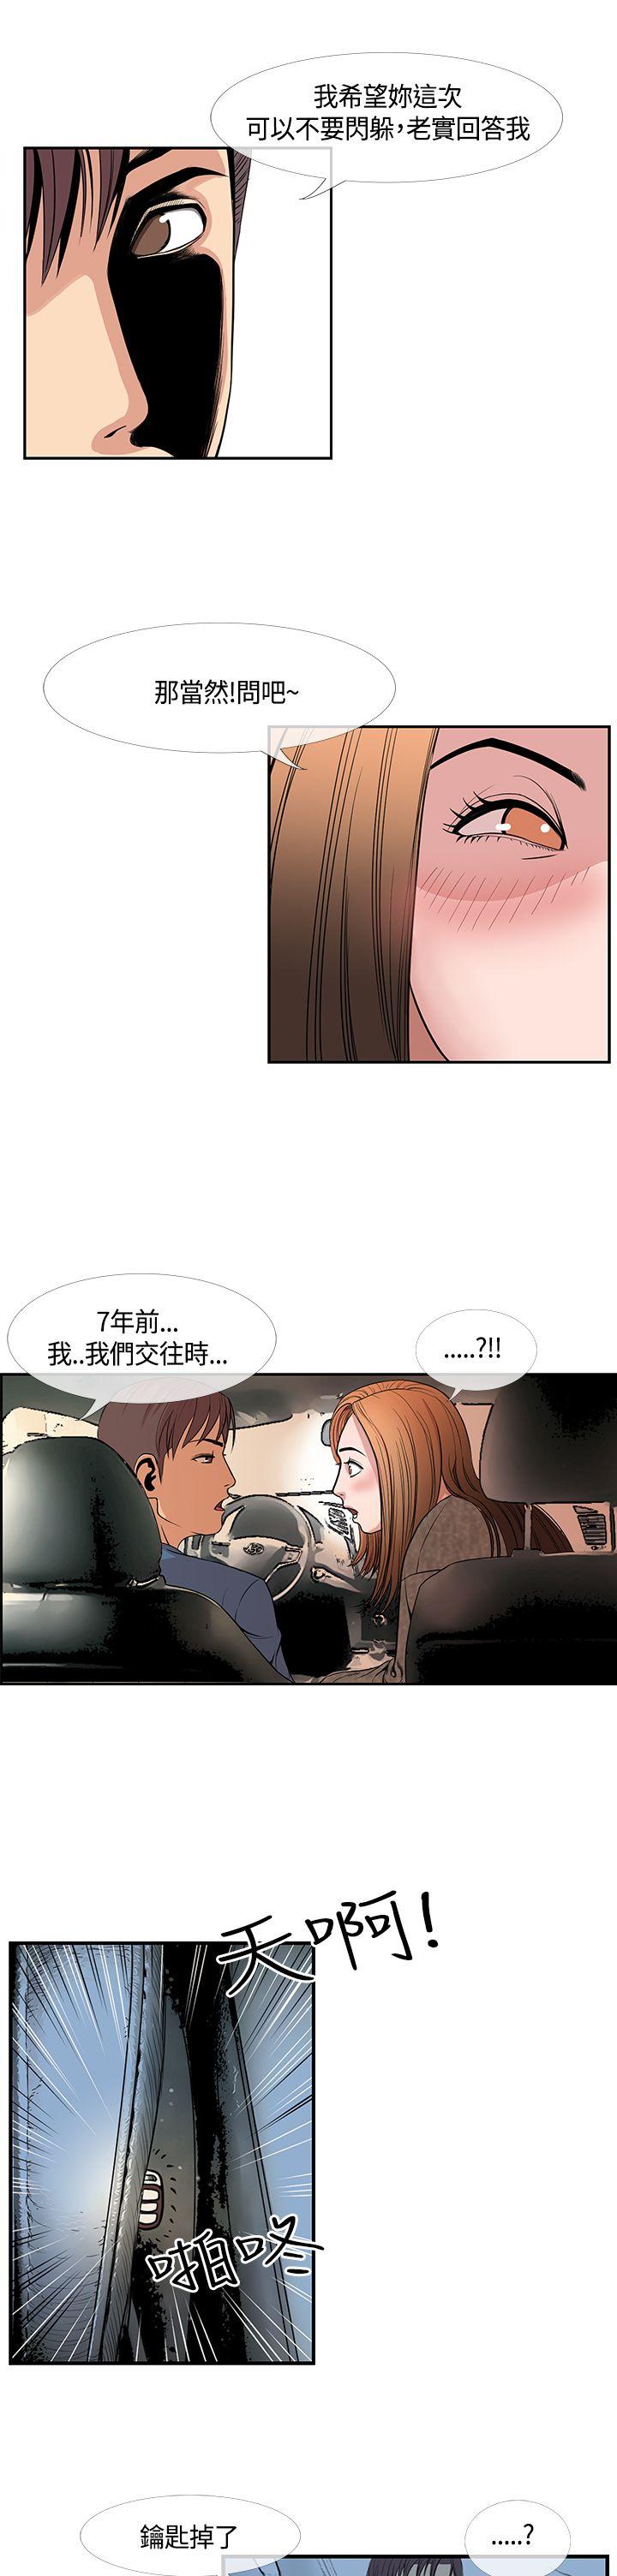 我希望妳這次
可以不要閃躲，老實回答我
那當然！問吧~
7年前...
我..我們交往時...
.....?!!
天啊！
啪咚
鑰匙掉了
.....?